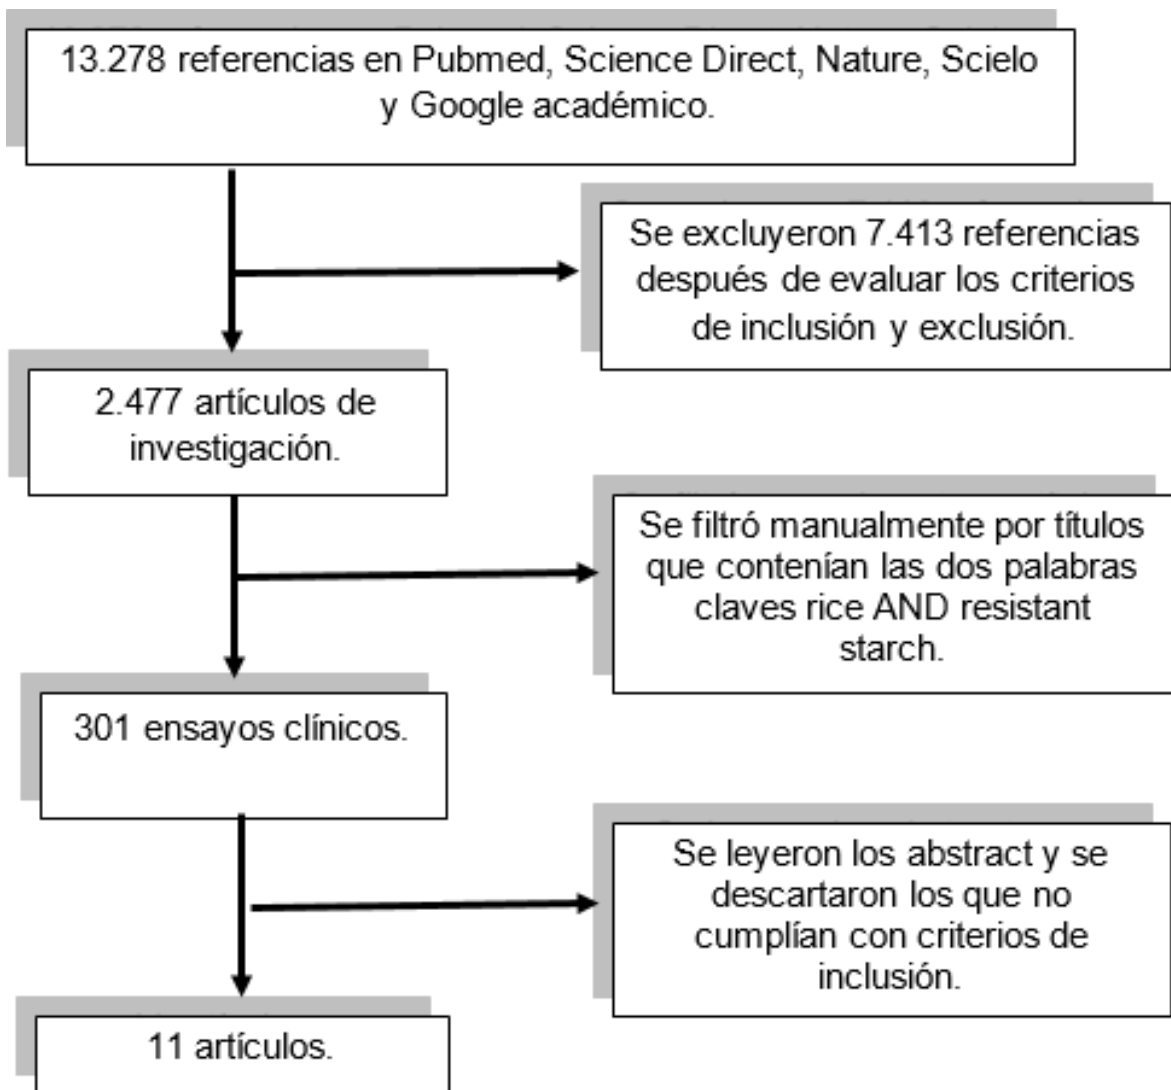 13.278 referencias en Pubmed, Science Direct, Nature, Scielo
y Google académico.
Se excluyeron 7.413 referencias
después de evaluar los criterios
de inclusión y exclusión.
2.477 artículos de
investigación.
Se filtró manualmente por títulos
que contenían las dos palabras
claves rice AND resistant
starch.
301 ensayos clínicos.
Se leyeron los abstract y se
descartaron los que no
cumplían con criterios de
inclusión.
11 artículos.